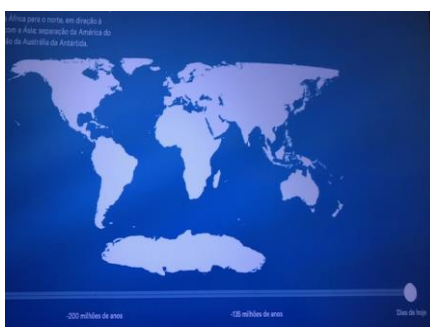 África para o norte, em direção à
com a Ásia; separação da América do
da Austrália da Antártida.
-200 milhões de anos
-135 milhões de anos
Dias de hoje